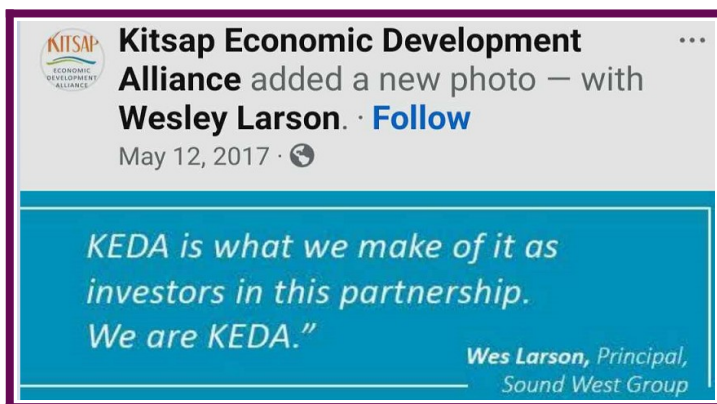 KITSAP
ECONOMIC
DEVELOPMENT
ALLIANCE
Kitsap Economic Development
Alliance added a new photo — with
Wesley Larson. · Follow
May 12, 2017 ·
KEDA is what we make of it as
investors in this partnership.
We are KEDA.”
Wes Larson, Principal,
Sound West Group